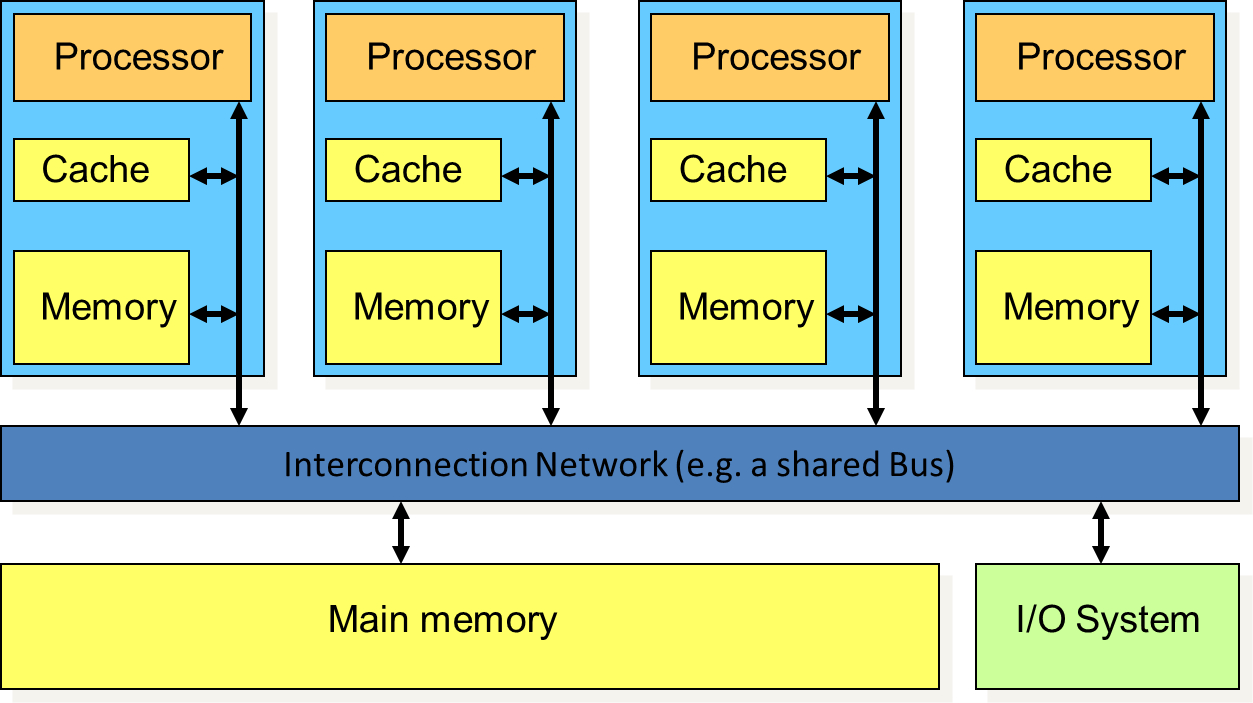 Processor
Processor
Processor
Processor
Cache
Cache
Cache
Cache
Memory
Memory
Memory
Memory
Interconnection Network (e.g. a shared Bus)
Main memory
I/O System